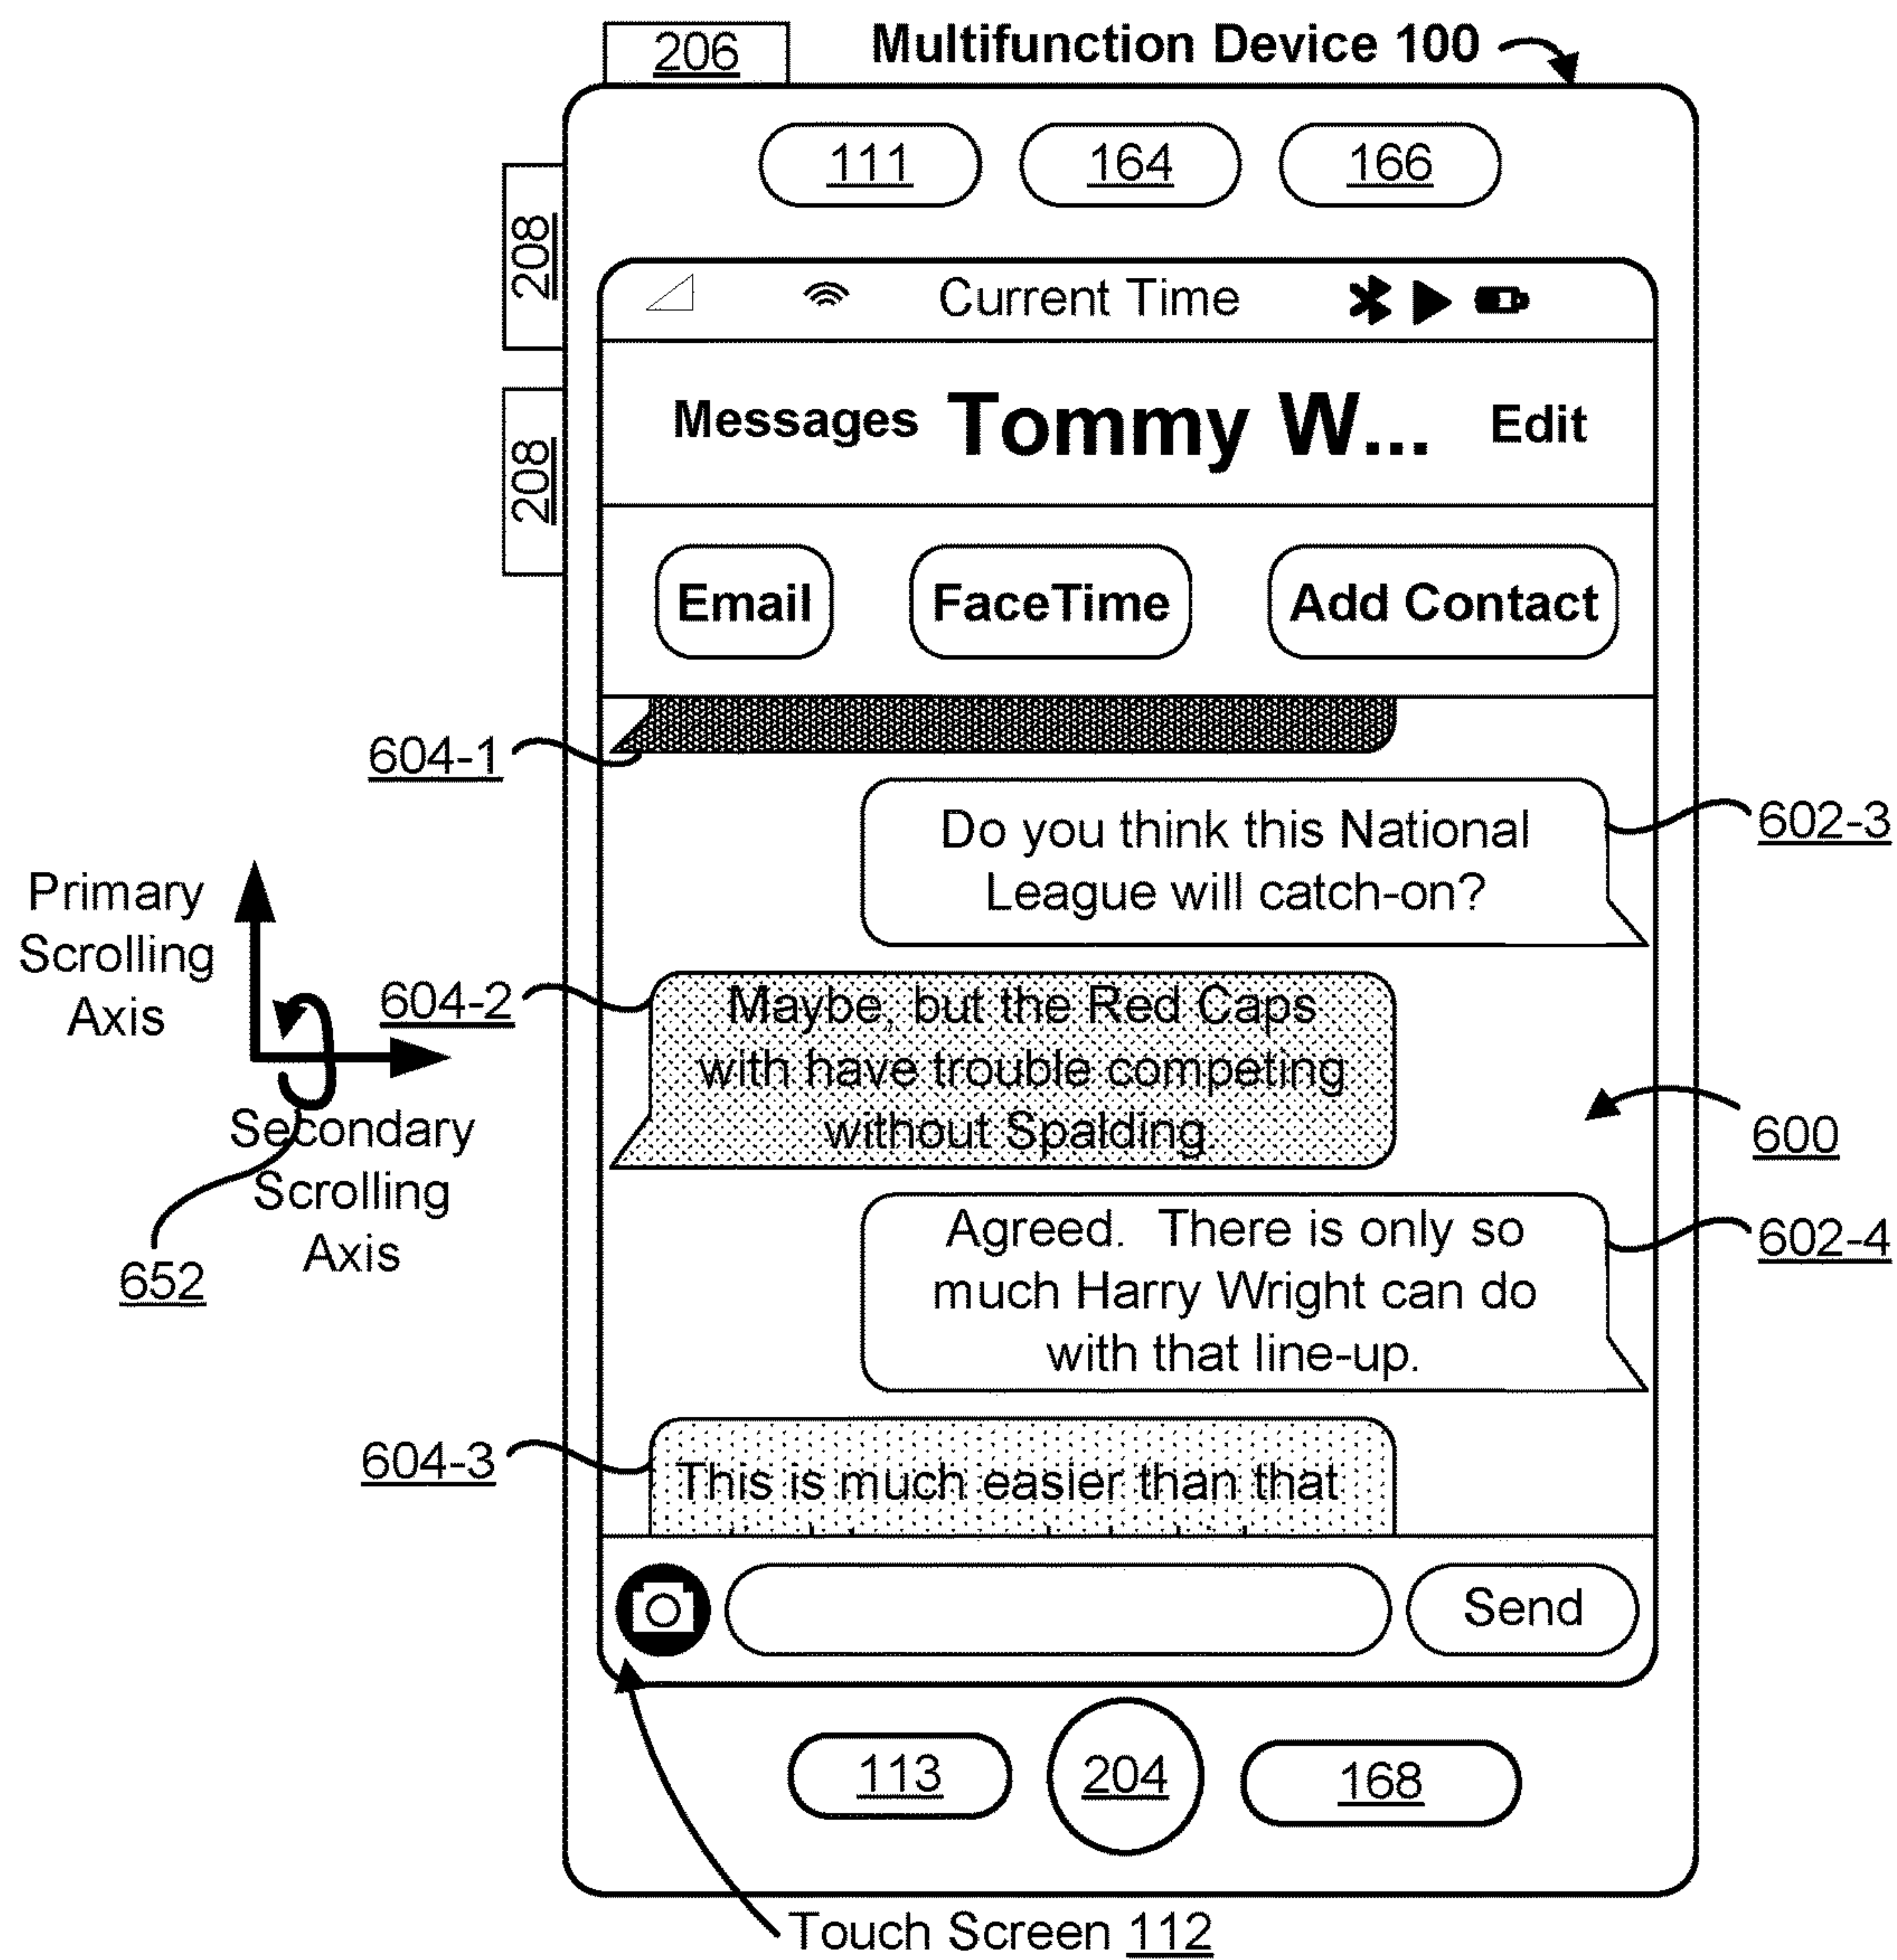 206
Multifunction Device 100
111
164
166
208
208
Current Time
Messages
Tommy W...
Edit
Email
FaceTime
Add Contact
604-1
Do you think this National
League will catch-on?
602-3
Primary
Scrolling
Axis
604-2
Maybe, but the Red Caps
with have trouble competing
without Spalding.
Secondary
Scrolling
Axis
652
600
Agreed. There is only so
much Harry Wright can do
with that line-up.
602-4
604-3
This is much easier than that
Send
113
204
168
Touch Screen 112